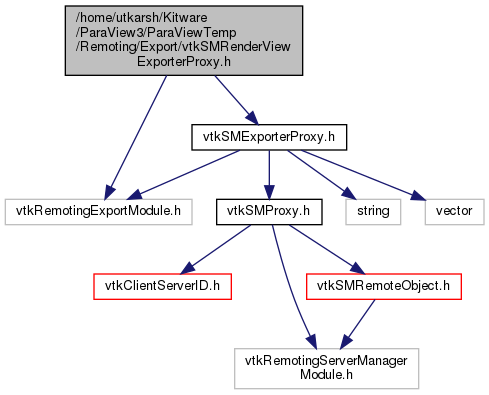 /home/utkarsh/Kitware
/ParaView3/ParaViewTemp
/Remoting/Export/vtkSMRenderView
ExporterProxy.h
vtkSMExporterProxy.h
vtkRemotingExportModule.h
vtkSMProxy.h
string
vector
vtkClientServerID.h
vtkSMRemoteObject.h
vtkRemotingServerManager
Module.h